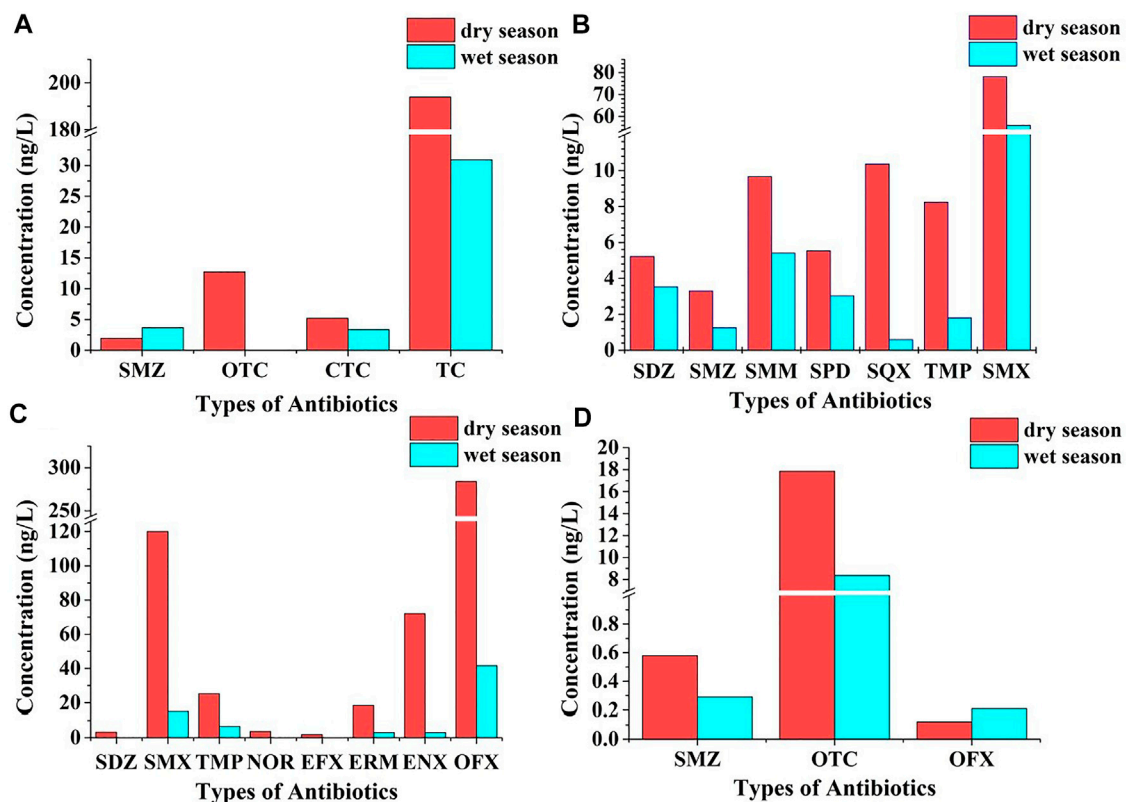 A
dry season
wet season
Concentration (ng/L)
200
180
30
25
20
15
10
5
0
SMZ OTC CTC TC
Types of Antibiotics
B
dry season
wet season
Concentration (ng/L)
80
70
60
10
8
6
4
2
0
SDZ SMZ SMM SPD SQX TMP SMX
Types of Antibiotics
C
dry season
wet season
Concentration (ng/L)
300
250
120
100
80
60
40
20
0
SDZ SMX TMP NOR EFX ERM ENX OFX
Types of Antibiotics
D
dry season
wet season
Concentration (ng/L)
20
18
16
14
12
10
8
0.8
0.6
0.4
0.2
0.0
SMZ OTC OFX
Types of Antibiotics